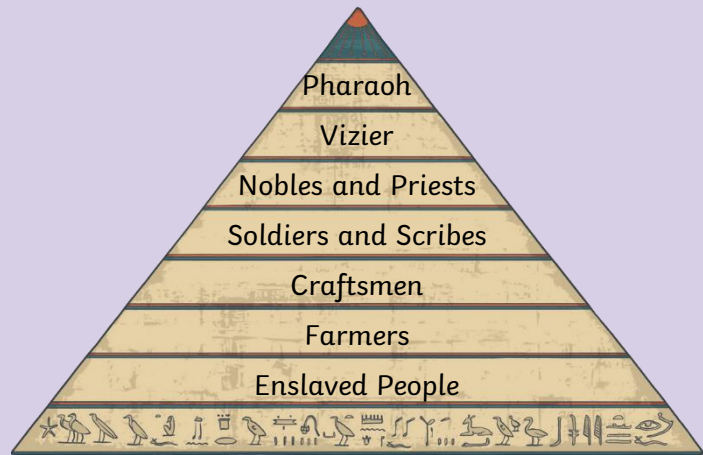 Pharaoh
Vizier
Nobles and Priests
Soldiers and Scribes
Craftsmen
Farmers
Enslaved People